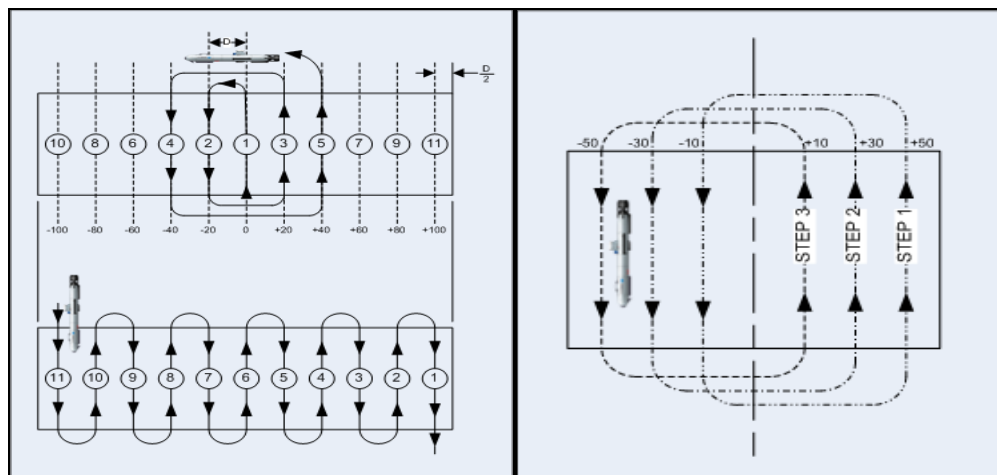 D
D
2
10 8 6 4 2 1 3 5 7 9 11
-100 -80 -60 -40 -20 0 +20 +40 +60 +80 +100
11 10 9 8 7 6 5 4 3 2 1
-50 -30 -10 +10 +30 +50
STEP 3
STEP 2
STEP 1